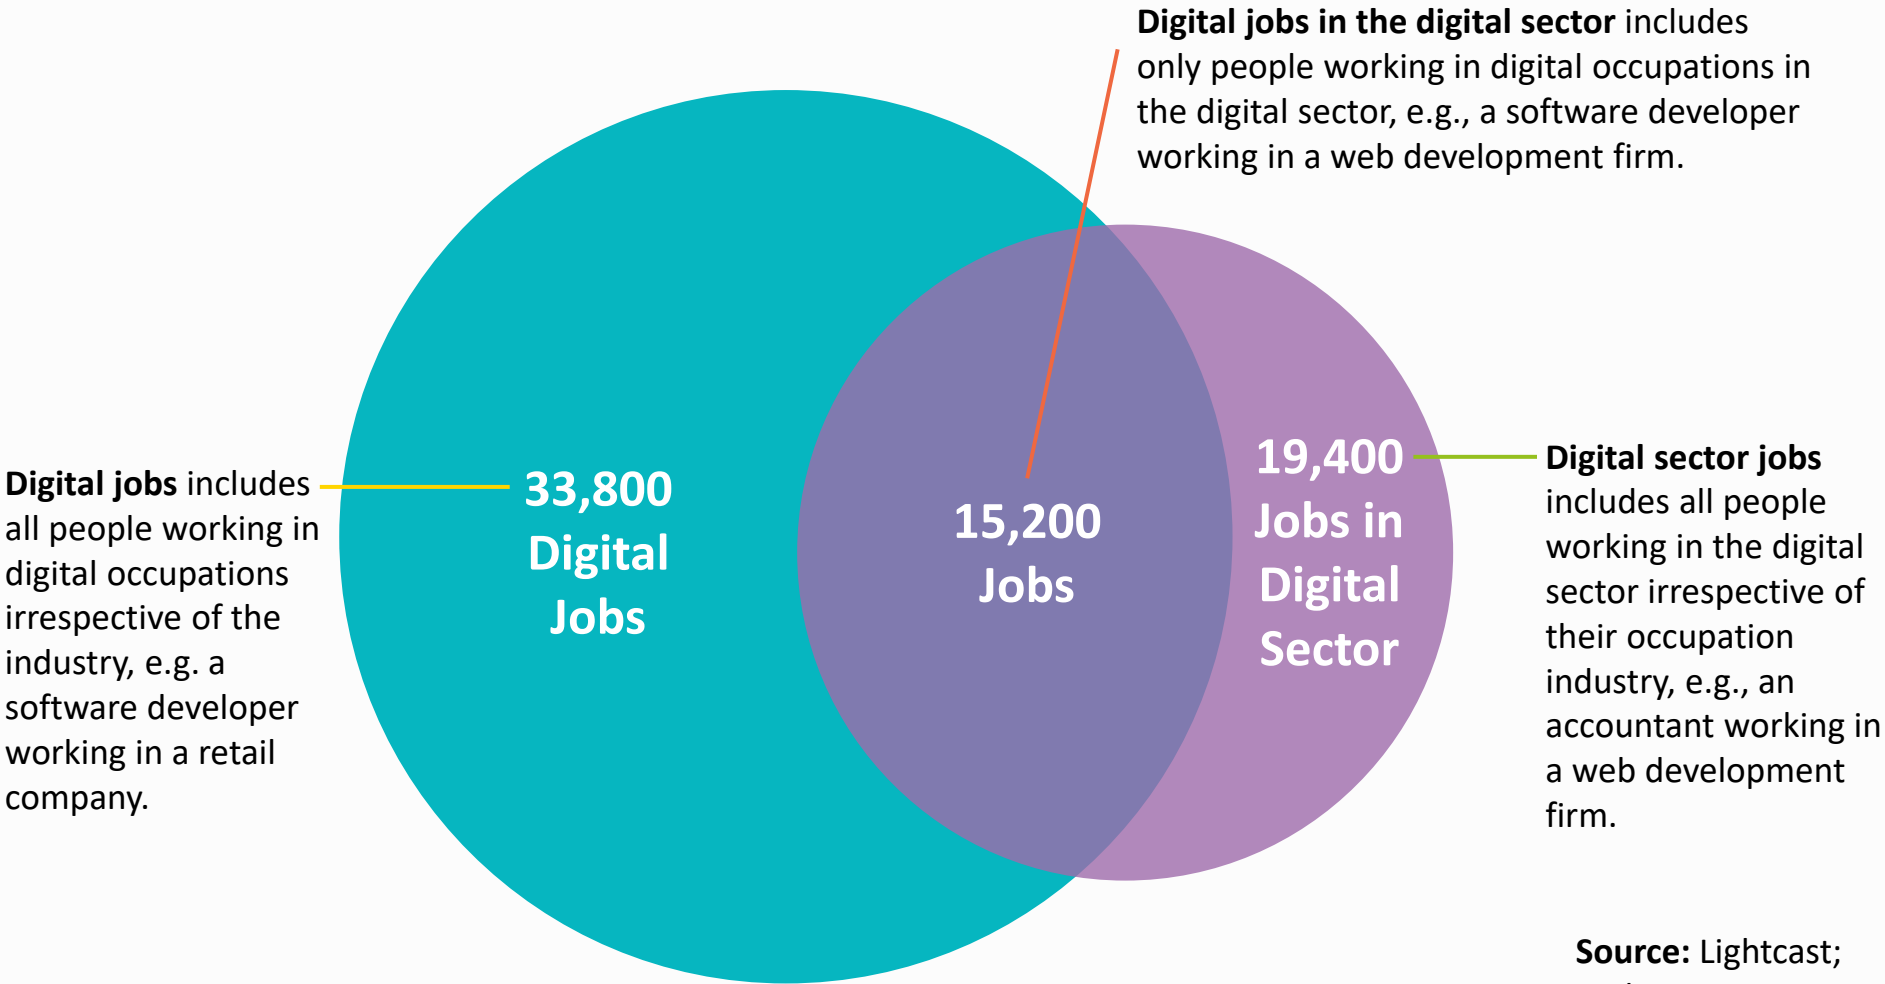 Digital jobs in the digital sector includes
only people working in digital occupations in
the digital sector, e.g., a software developer
working in a web development firm.
Digital jobs includes
all people working in
digital occupations
irrespective of the
industry, e.g. a
software developer
working in a retail
company.
33,800
Digital
Jobs
15,200
Jobs
19,400
Jobs in
Digital
Sector
Digital sector jobs
includes all people
working in the digital
sector irrespective of
their occupation
industry, e.g., an
accountant working in
a web development
firm.
Source: Lightcast;